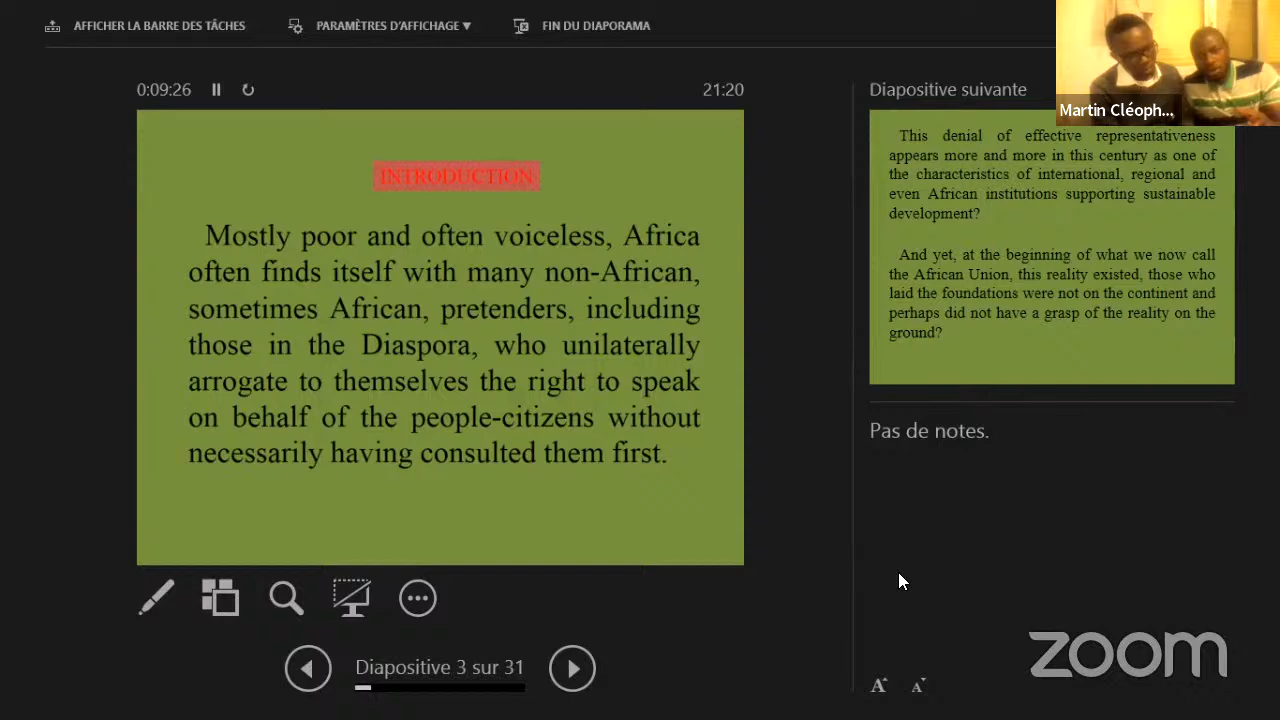 AFFICHER LA BARRE DES TÂCHES
PARAMÈTRES D'AFFICHAGE
FIN DU DIAPORAMA
Martin Cléoph...
0:09:26
21:20
INTRODUCTION
Mostly poor and often voiceless, Africa
often finds itself with many non-African,
sometimes African, pretenders, including
those in the Diaspora, who unilaterally
arrogate to themselves the right to speak
on behalf of the people-citizens without
necessarily having consulted them first.
Diapositive 3 sur 31
Diapositive suivante
This denial of effective representativeness
appears more and more in this century as one of
the characteristics of international, regional and
even African institutions supporting sustainable
development?
And yet, at the beginning of what we now call
the African Union, this reality existed, those who
laid the foundations were not on the continent and
perhaps did not have a grasp of the reality on the
ground?
Pas de notes.
A A
zoom